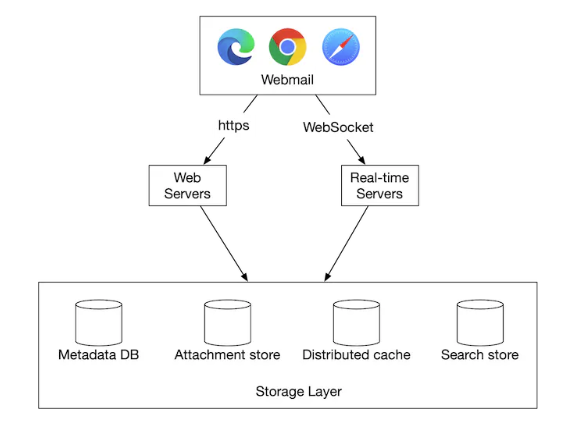 Webmail
https
WebSocket
Web
Servers
Real-time
Servers
Metadata DB
Attachment store
Distributed cache
Search store
Storage Layer